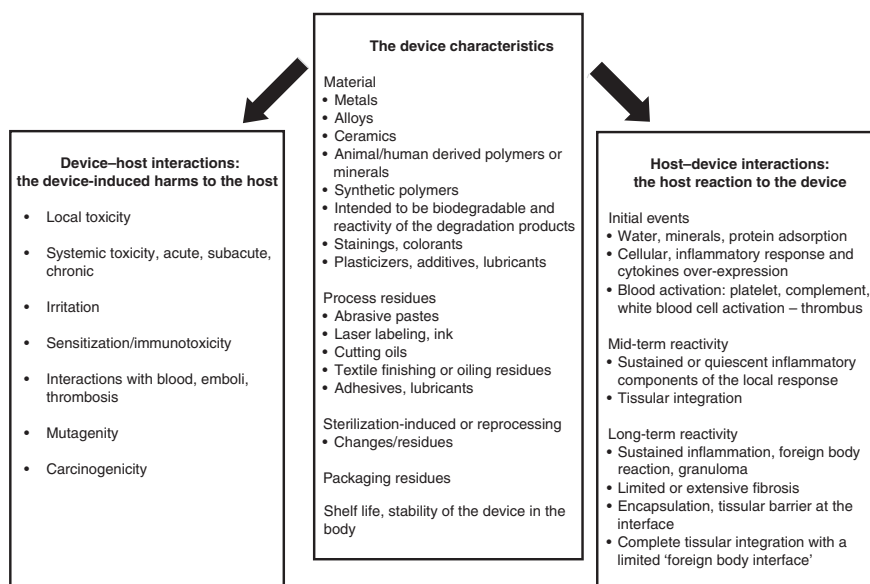 The device characteristics
Material
• Metals
• Alloys
• Ceramics
• Animal/human derived polymers or
minerals
• Synthetic polymers
• Intended to be biodegradable and
reactivity of the degradation products
• Stainings, colorants
• Plasticizers, additives, lubricants
Process residues
• Abrasive pastes
• Laser labeling, ink
• Cutting oils
• Textile finishing or oiling residues
• Adhesives, lubricants
Sterilization-induced or reprocessing
• Changes/residues
Packaging residues
Shelf life, stability of the device in the
body
Device–host interactions:
the device-induced harms to the host
• Local toxicity
• Systemic toxicity, acute, subacute,
chronic
• Irritation
• Sensitization/immunotoxicity
• Interactions with blood, emboli,
thrombosis
• Mutagenity
• Carcinogenicity
Host–device interactions:
the host reaction to the device
Initial events
• Water, minerals, protein adsorption
• Cellular, inflammatory response and
cytokines over-expression
• Blood activation: platelet, complement,
white blood cell activation – thrombus
Mid-term reactivity
• Sustained or quiescent inflammatory
components of the local response
• Tissular integration
Long-term reactivity
• Sustained inflammation, foreign body
reaction, granuloma
• Limited or extensive fibrosis
• Encapsulation, tissular barrier at the
interface
• Complete tissular integration with a
limited ‘foreign body interface’